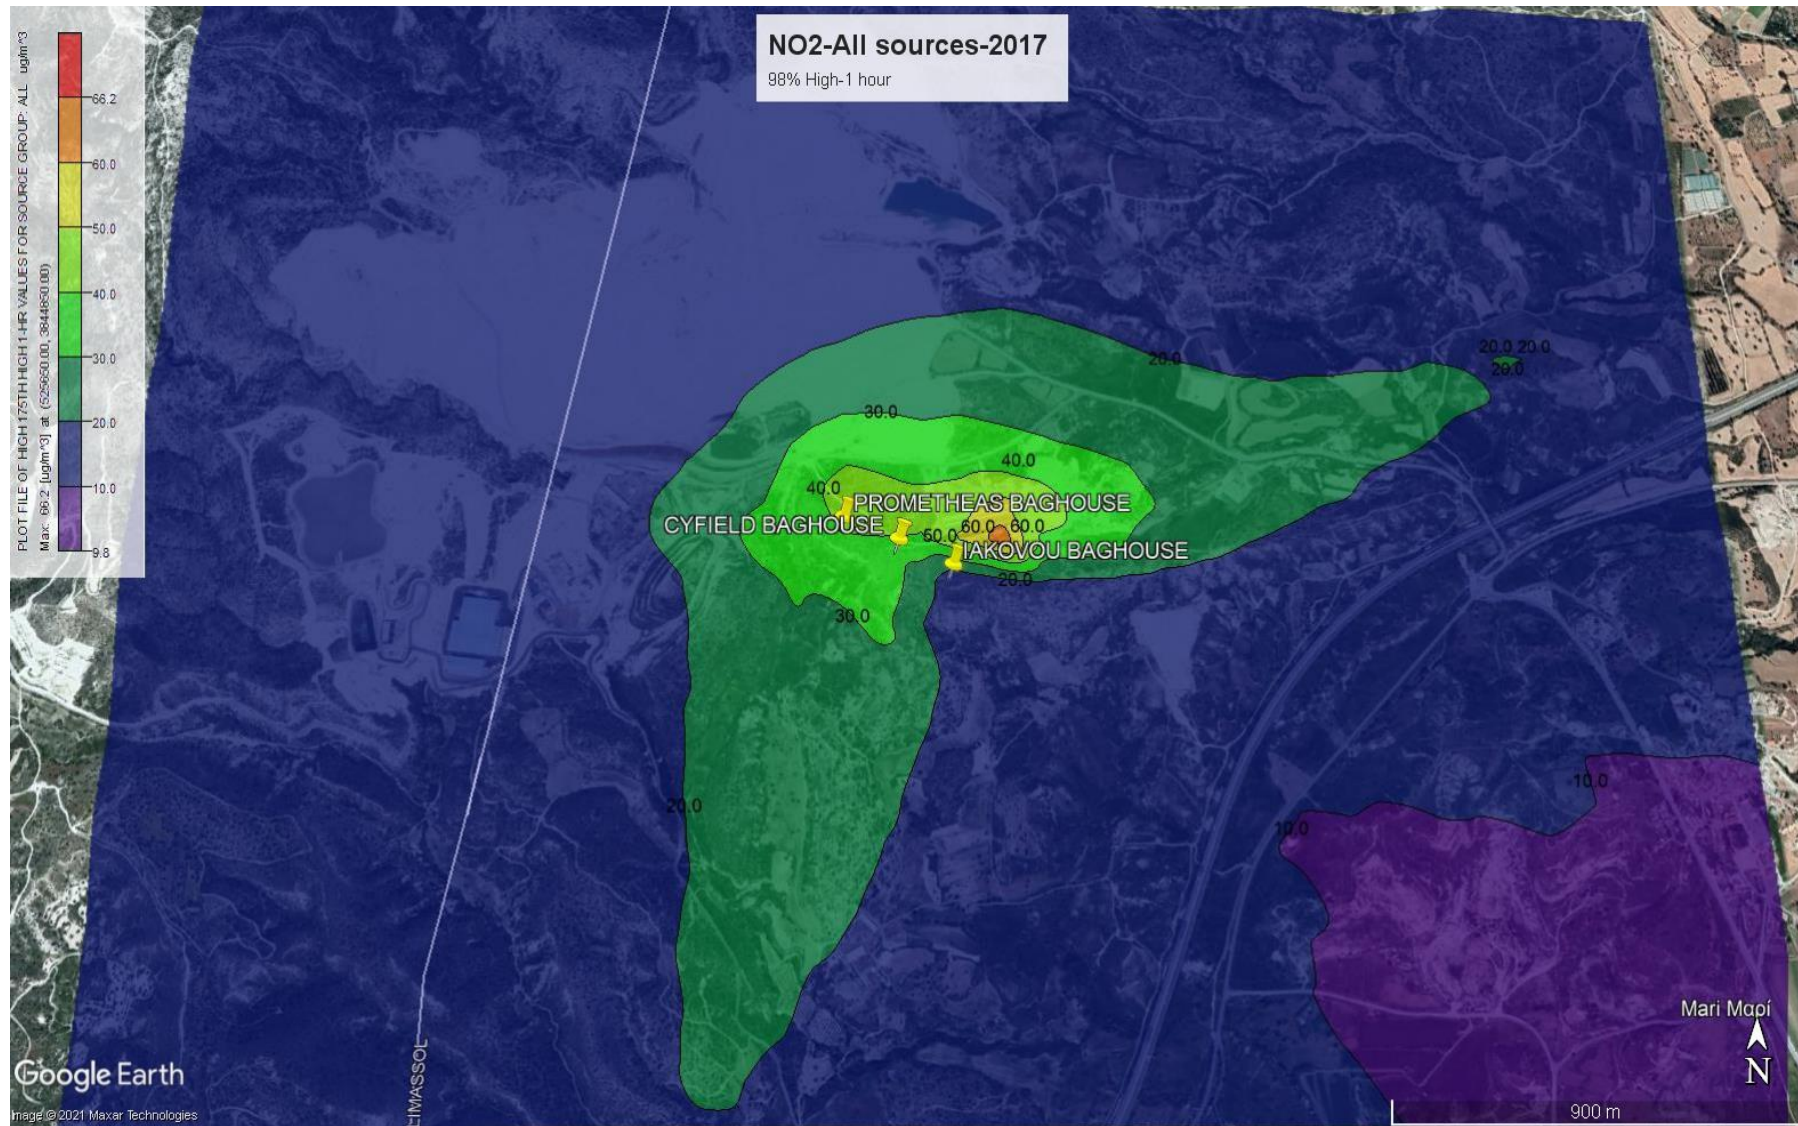 NO2-All sources-2017
98% High-1 hour
PLOT FILE OF HIGH 175TH HIGH 1-HR VALUES FOR SOURCE GROUP: ALL ug/m^3
Max: 66.2 [ug/m^3] at (525650.00, 3844850.00)
66.2
60.0
50.0
40.0
30.0
20.0
10.0
9.8
20.0
20.0 20.0
20.0
30.0
40.0
40.0
PROMETHEAS BAGHOUSE
CYFIELD BAGHOUSE
60.0 60.0
50.0
IAKOVOU BAGHOUSE
20.0
30.0
20.0
10.0
10.0
Mari Μαρί
N
LIMASSOL
Google Earth
900 m
Image © 2021 Maxar Technologies